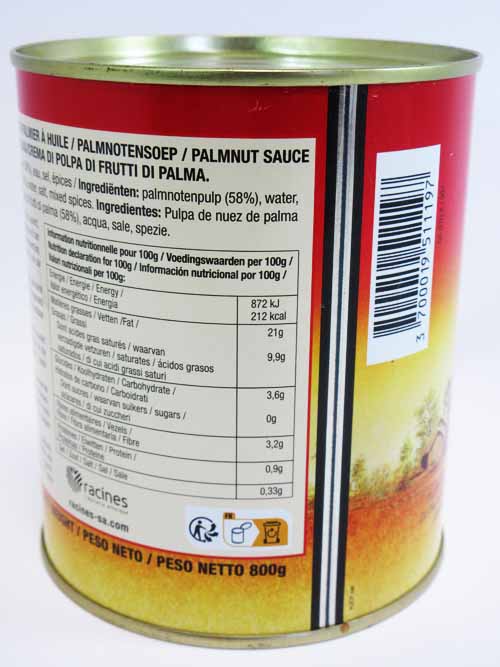 À HUILE / PALMNOTENSOEP / PALMNUT SAUCE
CREMA DI POLPA DI FRUTTI DI PALMA.
eau, sel, épices / Ingrediënten: palmnotenpulp (58%), water,
salt, mixed spices. Ingredientes: Pulpa de nuez de palma
di palma (58%), acqua, sale, spezie.
Information nutritionnelle pour 100g / Voedingswaarden per 100g /
Nutrition declaration for 100g / Información nutricional por 100g /
Valori nutrizionali per 100g:
Energie / Energie / Energy /
Valor energético / Energia
872 kJ
212 kcal
Matières grasses / Vetten /Fat /
Grasas / Grassi
21g
Dont acides gras saturés / waarvan
verzadigde vetzuren / saturates / ácidos grasos
saturados / di cui acidi grassi saturi
9,9g
Glucides / Koolhydraten / Carbohydrate /
Hidratos de carbono / Carboidrati
3,6g
Dont sucres / waarvan suikers / sugars /
/ di cui zuccheri
0g
alimentaires / Vezels /
Fibra alimentaria / Fibre
3,2g
/ Eiwitten / Protein /
/ Proteine
0,9g
Sel / Zout / Salt / Sal / Sale
0,33g
racines
racines-sa.com
FR
/ PESO NETO / PESO NETTO 800g
3 700019 511197